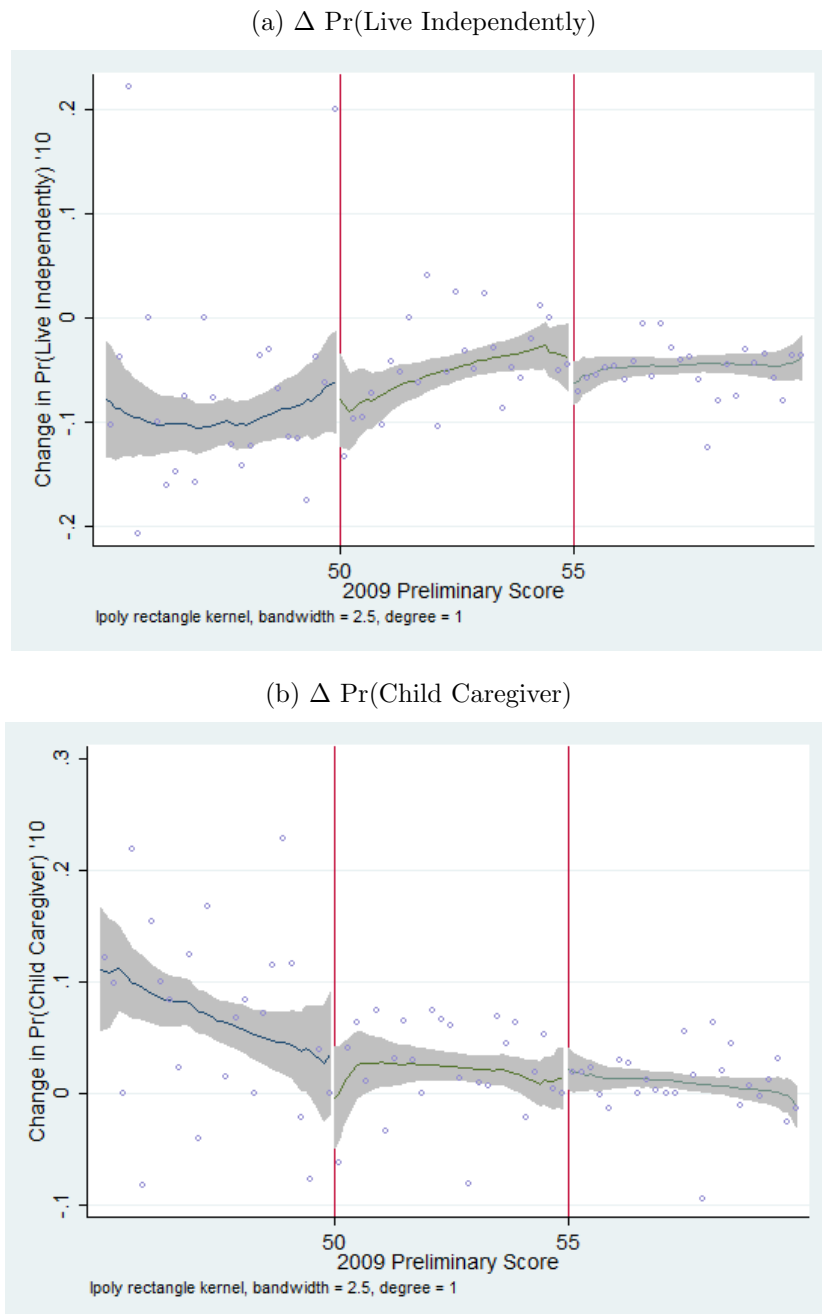 (a) Δ Pr(Live Independently)
Change in Pr(Live Independently) '10
.2
.1
0
-.1
-.2
50
55
2009 Preliminary Score
lpoly rectangle kernel, bandwidth = 2.5, degree = 1
(b) Δ Pr(Child Caregiver)
Change in Pr(Child Caregiver) '10
.3
.2
.1
0
-.1
50
55
2009 Preliminary Score
lpoly rectangle kernel, bandwidth = 2.5, degree = 1